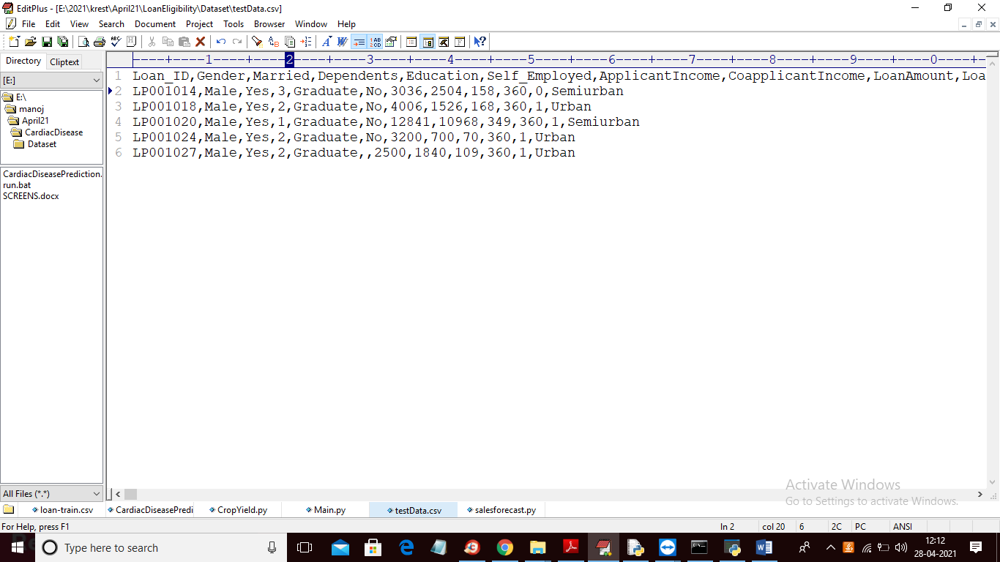 EditPlus - [E:\2021\krest\April21\LoanEligibility\Dataset\testData.csv]
File Edit View Search Document Project Tools Browser Window Help
Directory Cliptext
----+----1----+----2----+----3----+----4----+----5----+----6----+----7----+----8----+----9----+----0----+-
[E:]
1 Loan_ID,Gender,Married,Dependents,Education,Self_Employed,ApplicantIncome,CoapplicantIncome,LoanAmount,Loa
2 LP001014,Male,Yes,3,Graduate,No,3036,2504,158,360,0,Semiurban
3 LP001018,Male,Yes,2,Graduate,No,4006,1526,168,360,1,Urban
4 LP001020,Male,Yes,1,Graduate,No,12841,10968,349,360,1,Semiurban
5 LP001024,Male,Yes,2,Graduate,No,3200,700,70,360,1,Urban
6 LP001027,Male,Yes,2,Graduate,,2500,1840,109,360,1,Urban
E:\
manoj
April21
CardiacDisease
Dataset
CardiacDiseasePrediction.
run.bat
SCREENS.docx
Activate Windows
Go to Settings to activate Windows.
All Files (*.*)
loan-train.csv CardiacDiseasePredi CropYield.py Main.py testData.csv salesforecast.py
For Help, press F1 ln 2 col 20 6 2C PC ANSI
Type here to search
12:12
28-04-2021